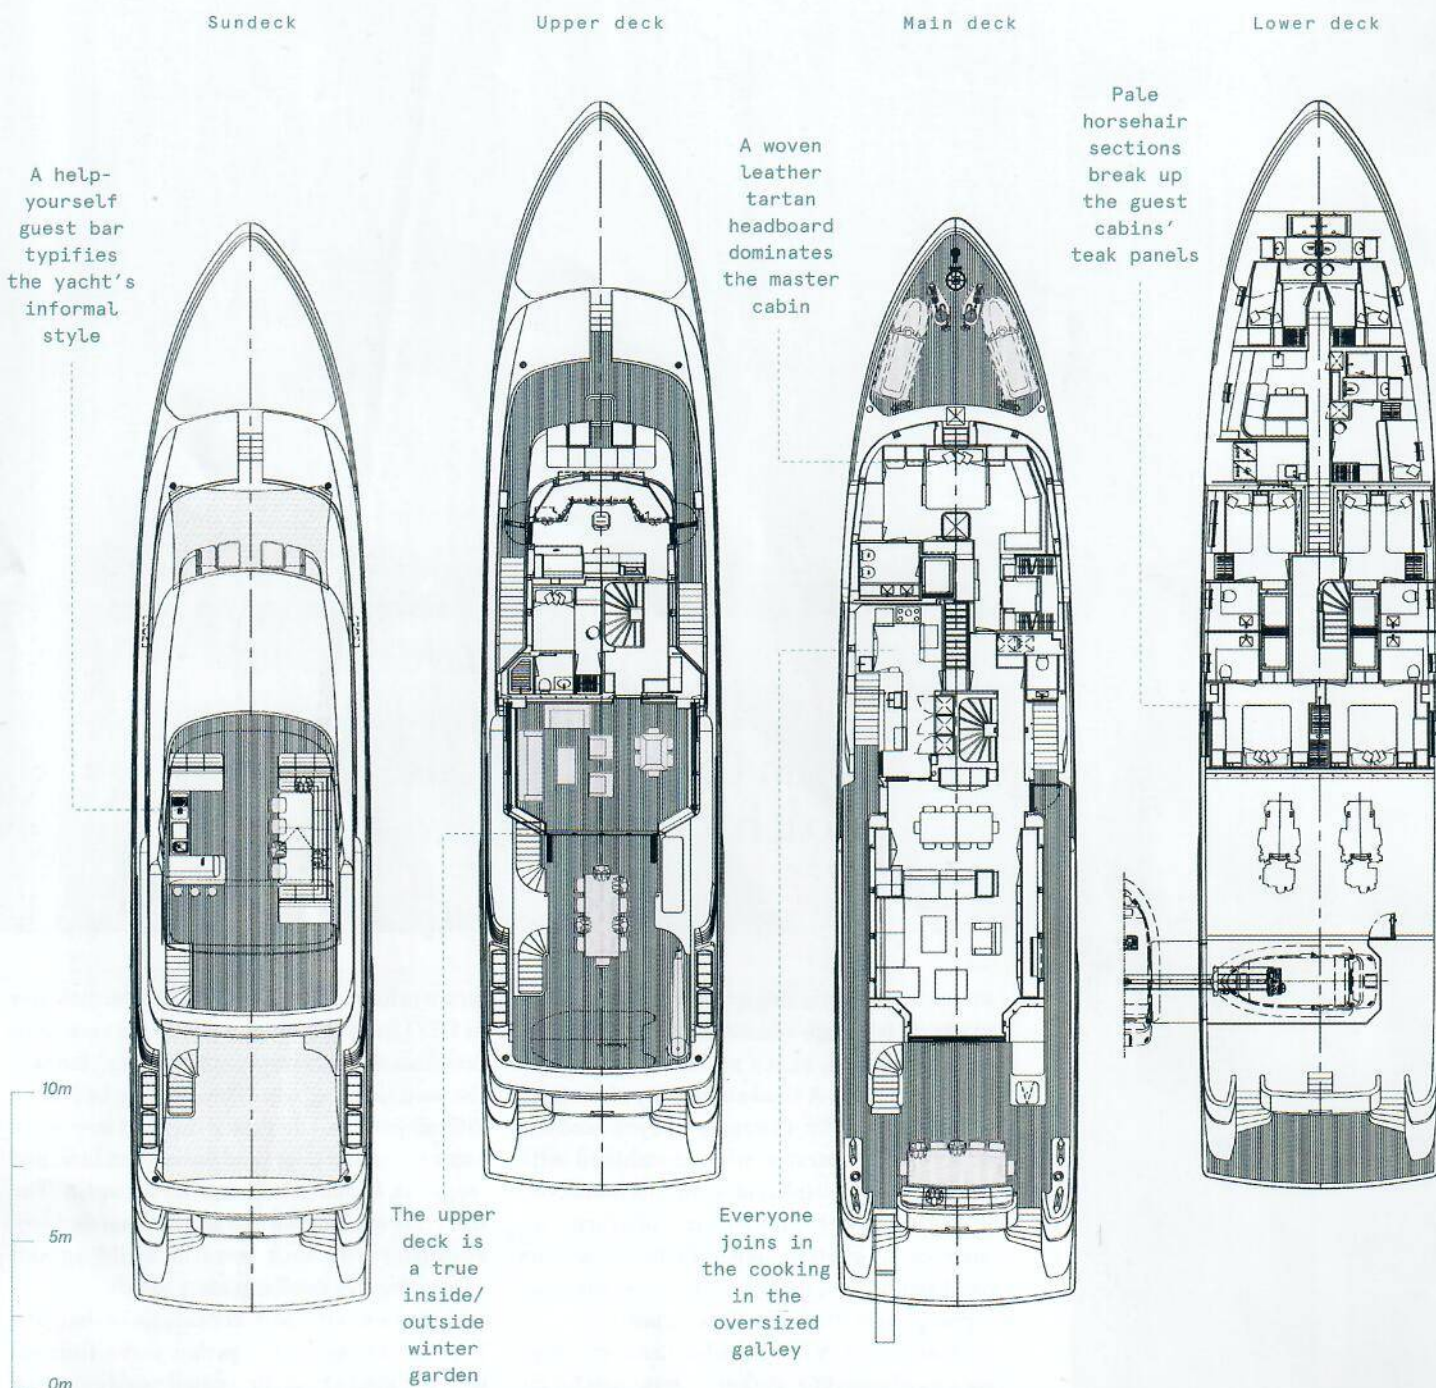 Sundeck
Upper deck
Main deck
Lower deck
A help-
yourself
guest bar
typifies
the yacht's
informal
style
A woven
leather
tartan
headboard
dominates
the master
cabin
Pale
horsehair
sections
break up
the guest
cabins'
teak panels
10m
5m
0m
The upper
deck is
a true
inside/
outside
winter
garden
Everyone
joins in
the cooking
in the
oversized
galley